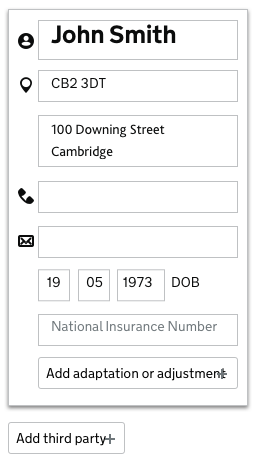 John Smith
CB2 3DT
100 Downing Street
Cambridge
19 05 1973 DOB
National Insurance Number
Add adaptation or adjustment+
Add third party+